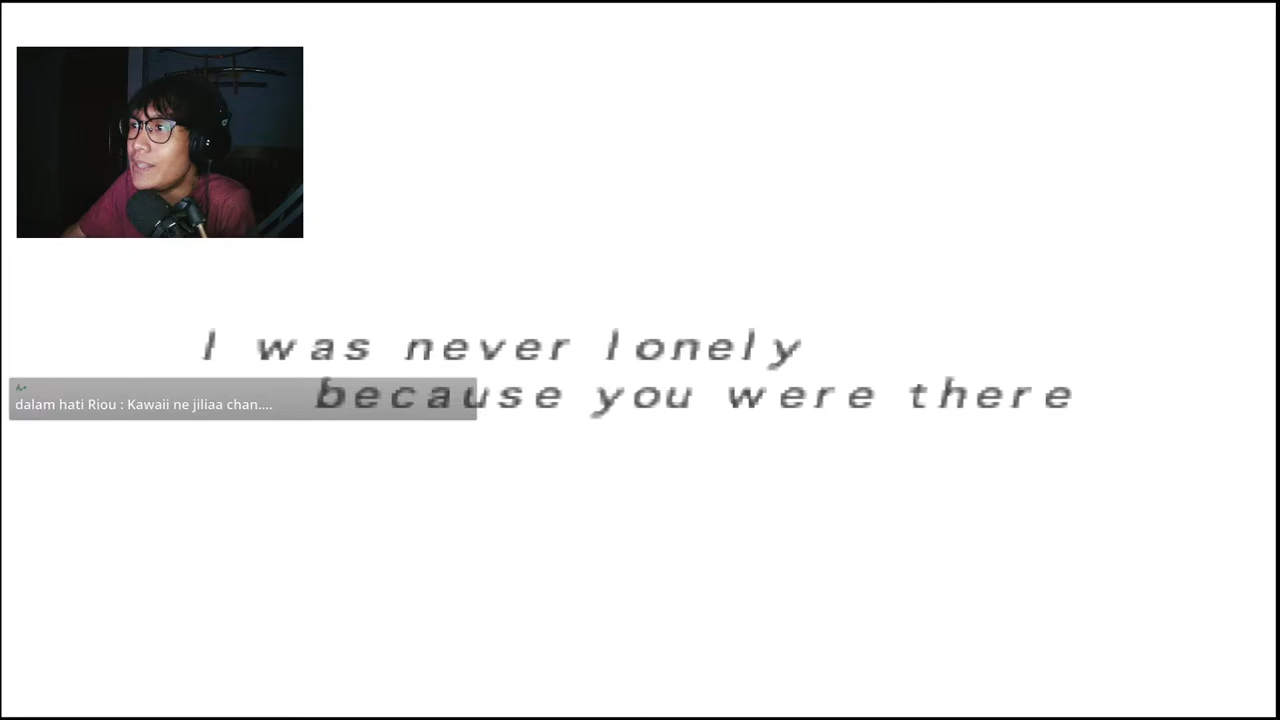 I was never lonely
because you were there
dalam hati Riou : Kawaii ne jiliaa chan....